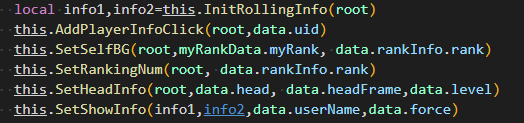 local info1,info2=this.InitRollingInfo(root)
this.AddPlayerInfoClick(root,data.uid)
this.SetSelfBG(root,myRankData.myRank, data.rankInfo.rank)
this.SetRankingNum(root, data.rankInfo.rank)
this.SetHeadInfo(root,data.head, data.headFrame,data.level)
this.SetShowInfo(info1,info2,data.userName,data.force)